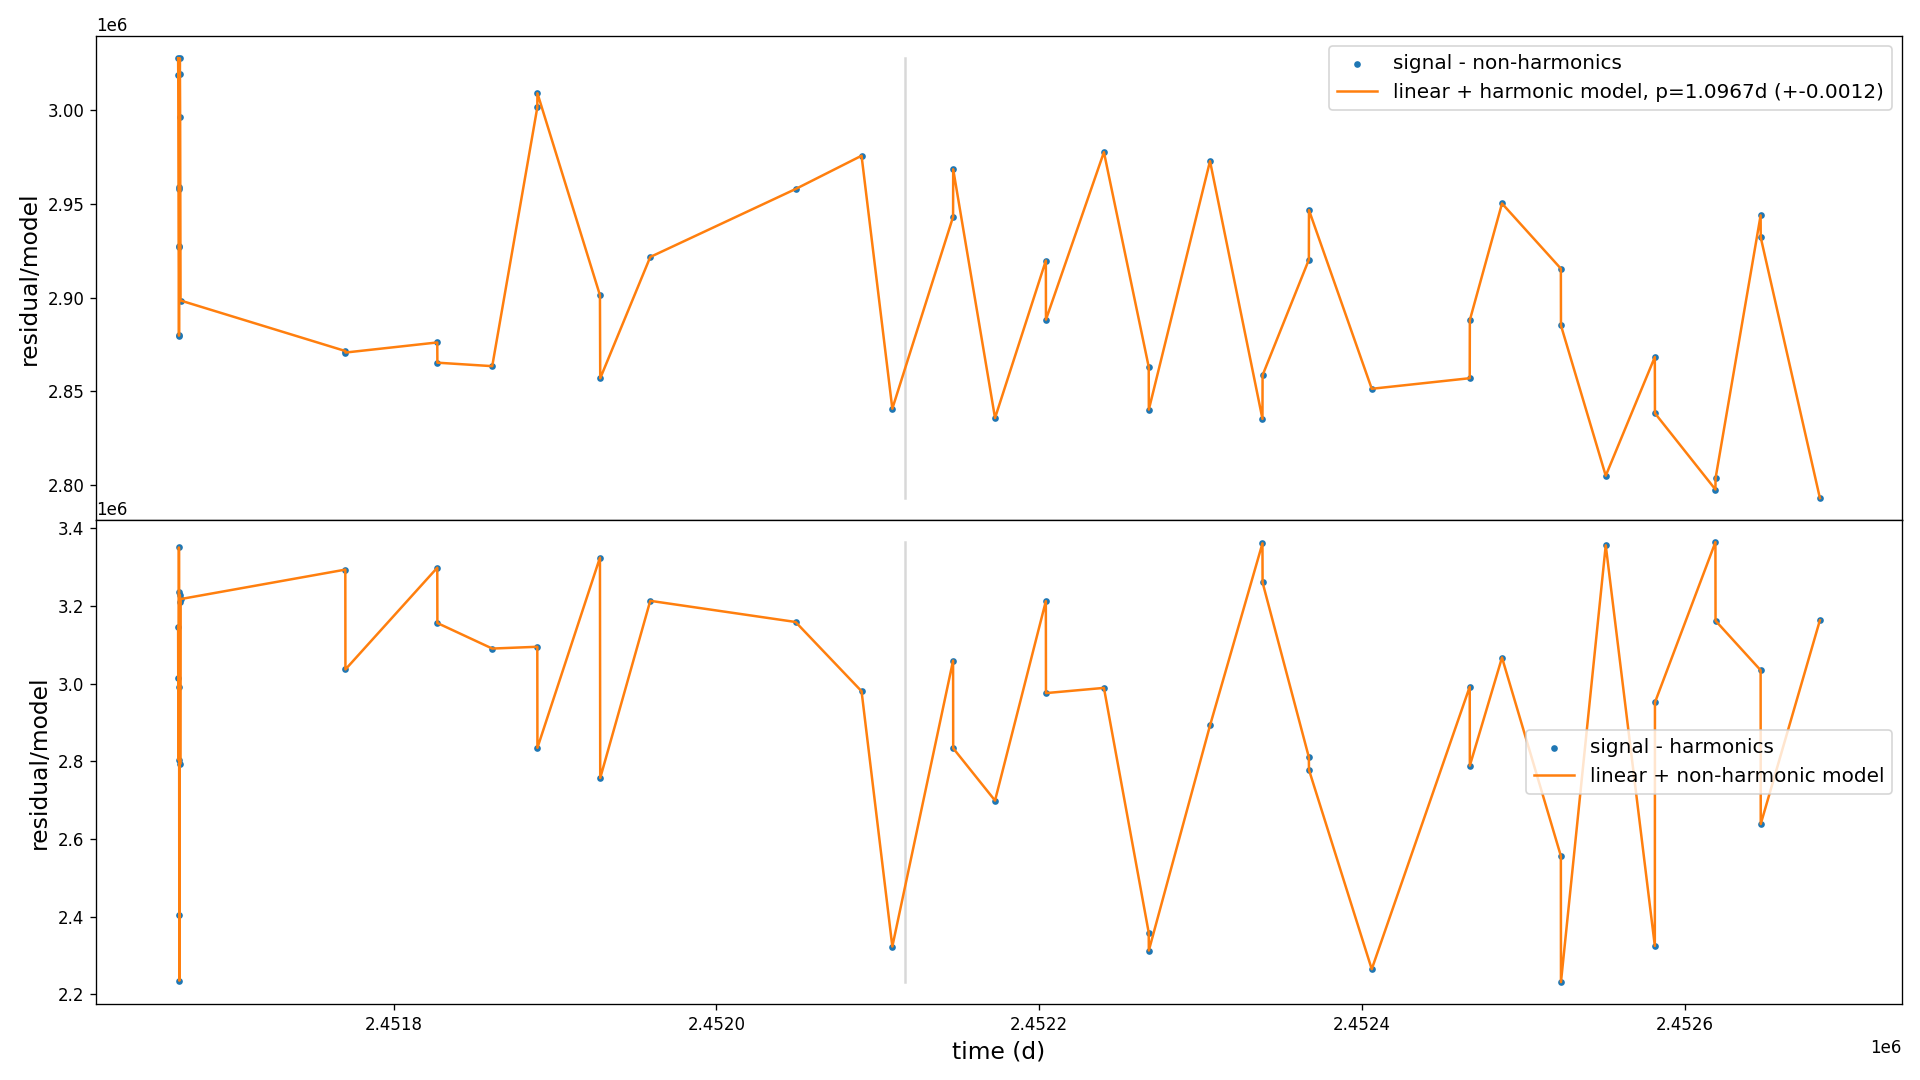 1e6
signal - non-harmonics
linear + harmonic model, p=1.0967d (+-0.0012)
3.00
2.95
2.90
2.85
2.80
residual/model
1e6
3.4
3.2
3.0
2.8
2.6
2.4
2.2
residual/model
signal - harmonics
linear + non-harmonic model
2.4518
2.4520
2.4522
2.4524
2.4526
1e6
time (d)